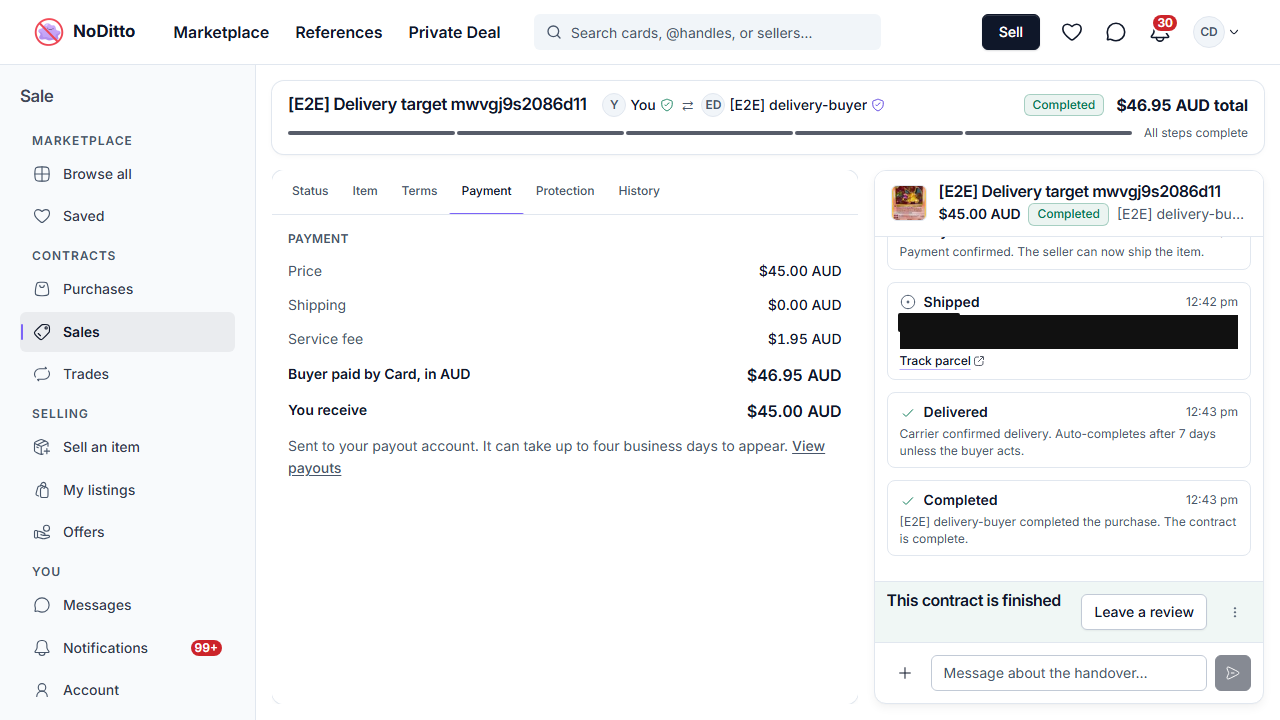 NoDitto
Marketplace
References
Private Deal
Search cards, @handles, or sellers...
Sell
30
CD
Sale
MARKETPLACE
Browse all
Saved
CONTRACTS
Purchases
Sales
Trades
SELLING
Sell an item
My listings
Offers
YOU
Messages
Notifications
99+
Account
[E2E] Delivery target mwvgj9s2086d11
Y You
ED [E2E] delivery-buyer
Completed
$46.95 AUD total
All steps complete
Status
Item
Terms
Payment
Protection
History
PAYMENT
Price $45.00 AUD
Shipping $0.00 AUD
Service fee $1.95 AUD
Buyer paid by Card, in AUD $46.95 AUD
You receive $45.00 AUD
Sent to your payout account. It can take up to four business days to appear. View
payouts
[E2E] Delivery target mwvgj9s2086d11
$45.00 AUD Completed [E2E] delivery-bu...
Payment confirmed. The seller can now ship the item.
Shipped 12:42 pm
Track parcel
Delivered 12:43 pm
Carrier confirmed delivery. Auto-completes after 7 days
unless the buyer acts.
Completed 12:43 pm
[E2E] delivery-buyer completed the purchase. The contract
is complete.
This contract is finished
Leave a review
Message about the handover...